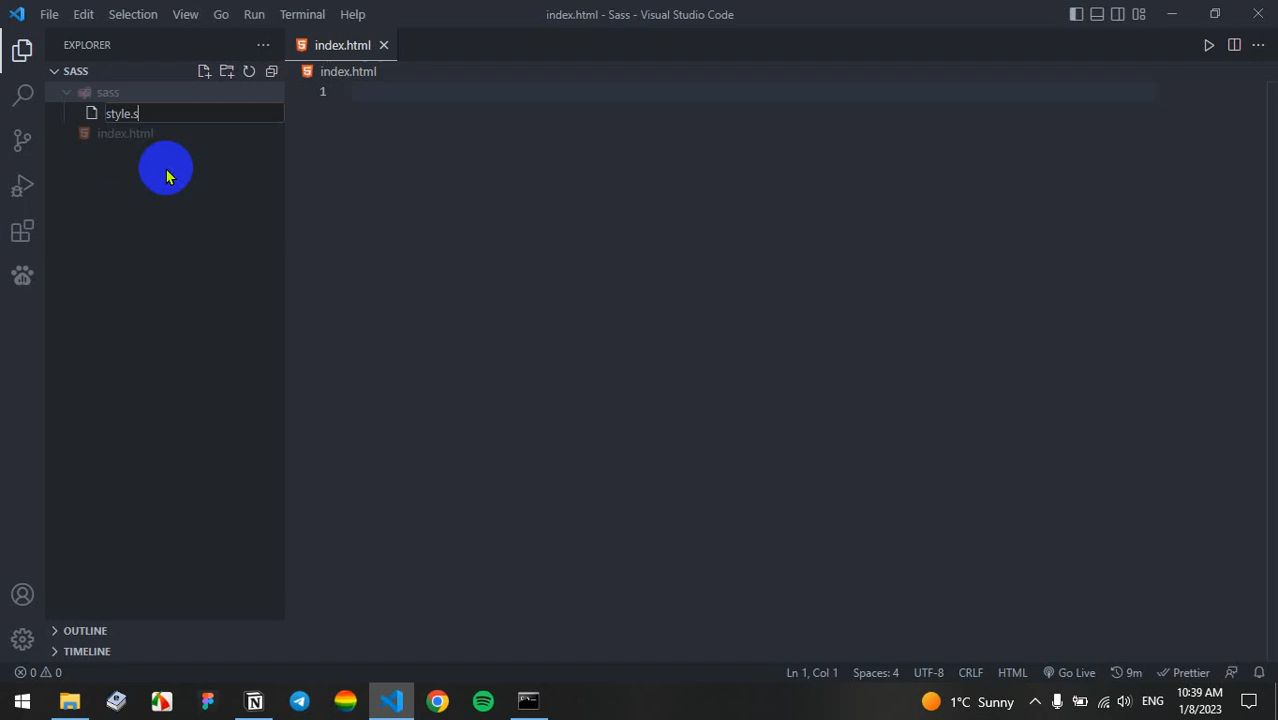 File Edit Selection View Go Run Terminal Help
index.html - Sass - Visual Studio Code
EXPLORER
index.html
SASS
index.html
sass
1
style.s
index.html
OUTLINE
TIMELINE
0 0
Ln 1, Col 1 Spaces: 4 UTF-8 CRLF HTML Go Live 9m Prettier
1°C Sunny ENG
10:39 AM
1/8/2023